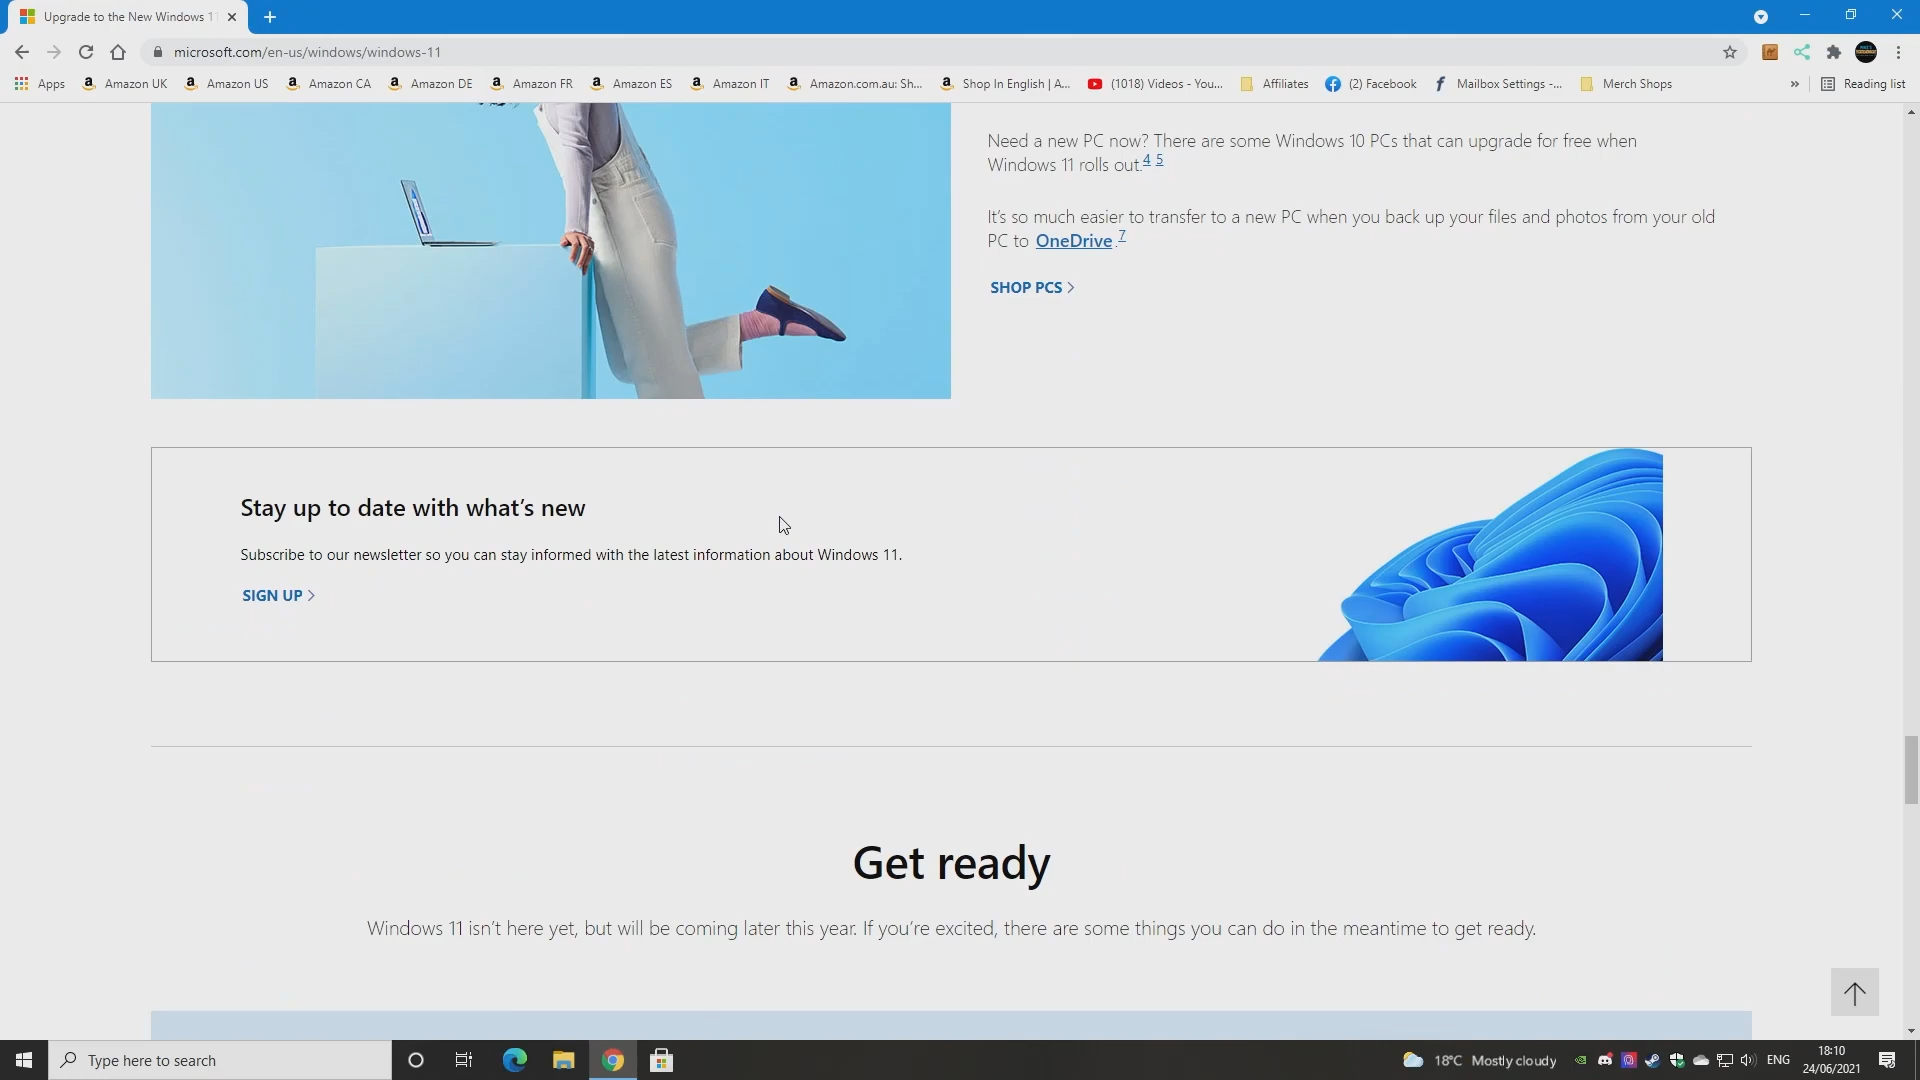 Upgrade to the New Windows 11
microsoft.com/en-us/windows/windows-11
Apps
Amazon UK
Amazon US
Amazon CA
Amazon DE
Amazon FR
Amazon ES
Amazon IT
Amazon.com.au: Sh...
Shop In English | A...
(1018) Videos - You...
Affiliates
(2) Facebook
Mailbox Settings -...
Merch Shops
»
Reading list
Need a new PC now? There are some Windows 10 PCs that can upgrade for free when
Windows 11 rolls out.4 5
It’s so much easier to transfer to a new PC when you back up your files and photos from your old
PC to OneDrive.7
SHOP PCS >
Stay up to date with what’s new
Subscribe to our newsletter so you can stay informed with the latest information about Windows 11.
SIGN UP >
Get ready
Windows 11 isn’t here yet, but will be coming later this year. If you’re excited, there are some things you can do in the meantime to get ready.
Type here to search
18°C Mostly cloudy
ENG
18:10
24/06/2021